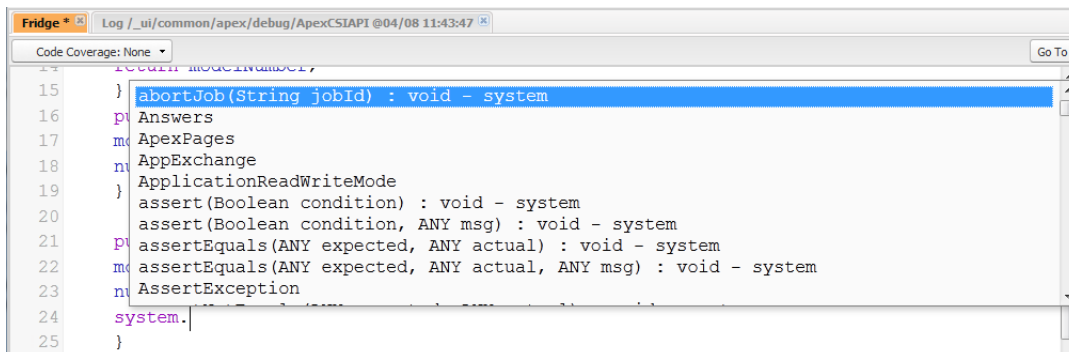 Fridge * Log /_ui/common/apex/debug/ApexCSIAPI @04/08 11:43:47
Code Coverage: None Go To
14 return modelNumber;
15 }
abortJob(String jobId) : void - system
16 pu
Answers
17 mo
ApexPages
18 nu
AppExchange
ApplicationReadWriteMode
19 }
assert(Boolean condition) : void - system
20
assert(Boolean condition, ANY msg) : void - system
21 pu
assertEquals(ANY expected, ANY actual) : void - system
22 mo
assertEquals(ANY expected, ANY actual, ANY msg) : void - system
23 nu
AssertException
24 system.
25 }